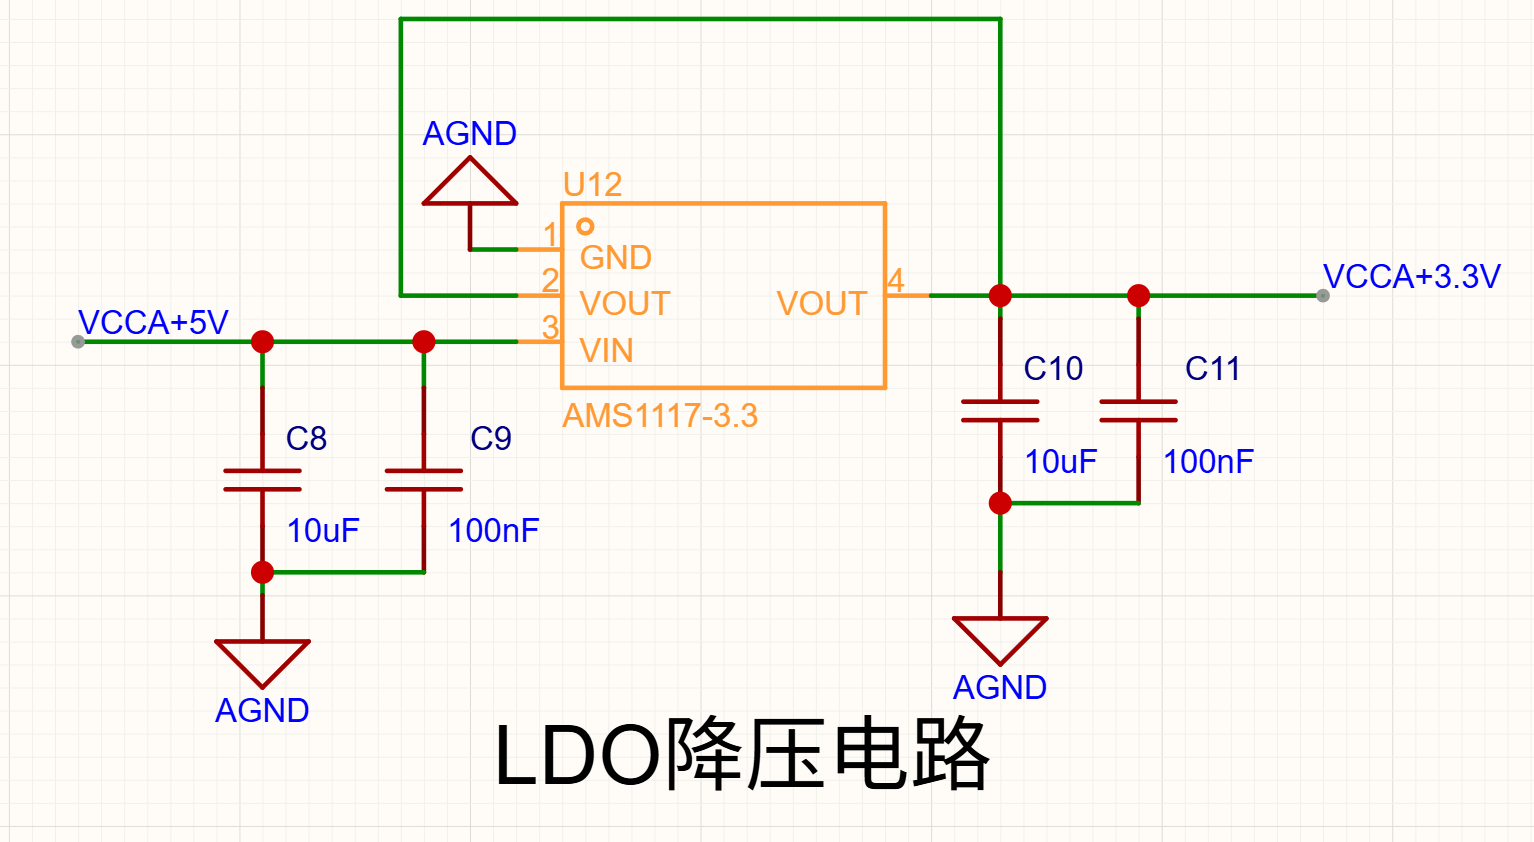 AGND
U12
1
GND
2
VOUT
VOUT
4
VCCA+3.3V
VCCA+5V
3
VIN
C10
C11
AMS1117-3.3
C8
C9
10uF
100nF
10uF
100nF
AGND
AGND
LDO降压电路